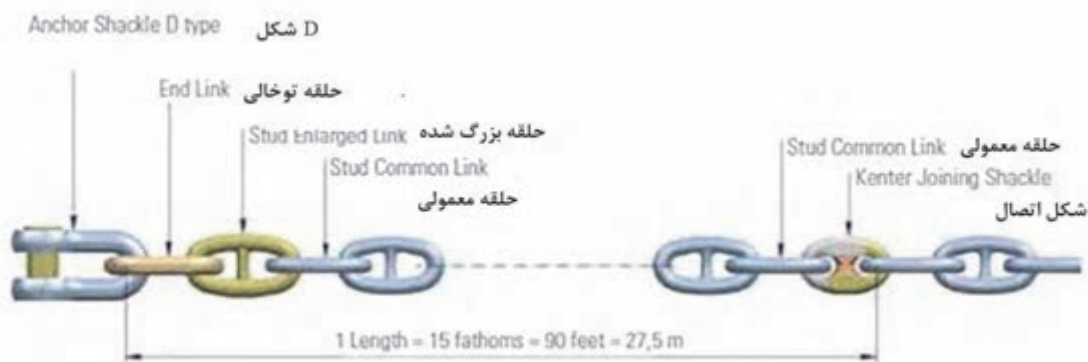 Anchor Shackle D type    D شکل
End Link حلقه توخالی
Stud Enlarged Link حلقه بزرگ شده
Stud Common Link
حلقه معمولی
Stud Common Link حلقه معمولی
Kenter Joining Shackle
شکل اتصال
1 Length = 15 fathoms = 90 feet = 27,5 m